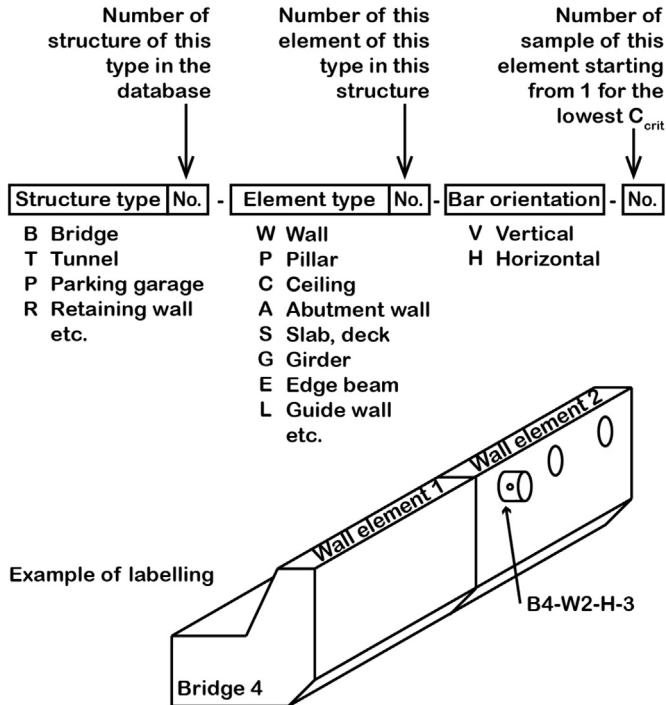 Number of
structure of this
type in the
database
Number of this
element of this
type in this
structure
Number of
sample of this
element starting
from 1 for the
lowest C_crit
Structure type No. - Element type No. - Bar orientation - No.
B Bridge
T Tunnel
P Parking garage
R Retaining wall
etc.
W Wall
P Pillar
C Ceiling
A Abutment wall
S Slab, deck
G Girder
E Edge beam
L Guide wall
etc.
V Vertical
H Horizontal
Wall element 2
Wall element 1
Example of labelling
B4-W2-H-3
Bridge 4